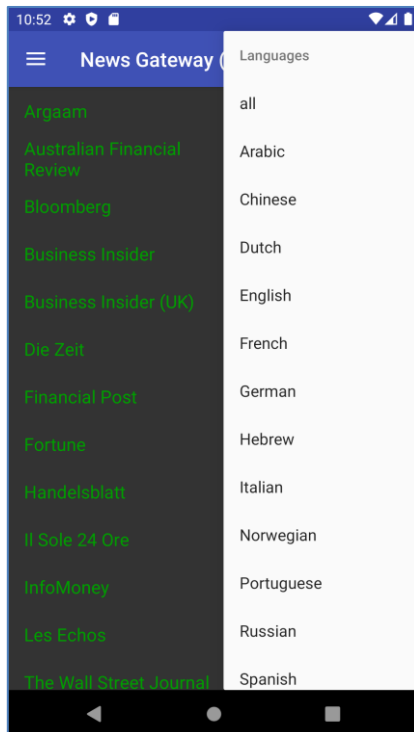 10:52
News Gateway (
Argaam
Australian Financial
Review
Bloomberg
Business Insider
Business Insider (UK)
Die Zeit
Financial Post
Fortune
Handelsblatt
Il Sole 24 Ore
InfoMoney
Les Echos
The Wall Street Journal
Languages
all
Arabic
Chinese
Dutch
English
French
German
Hebrew
Italian
Norwegian
Portuguese
Russian
Spanish